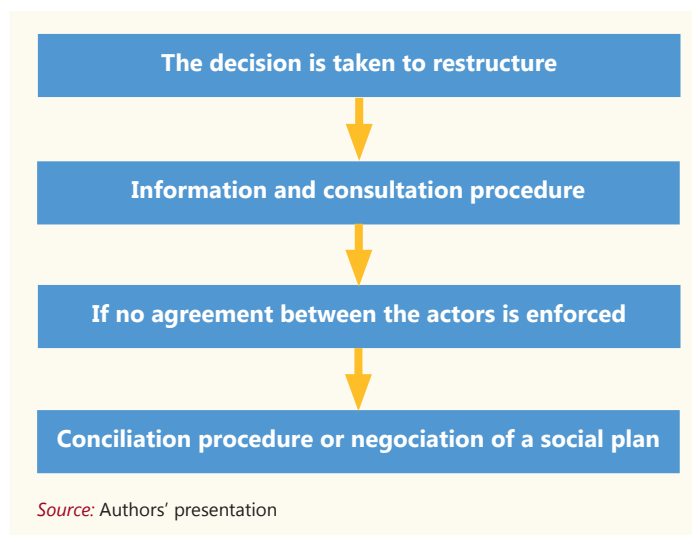 The decision is taken to restructure
Information and consultation procedure
If no agreement between the actors is enforced
Conciliation procedure or negociation of a social plan
Source: Authors’ presentation